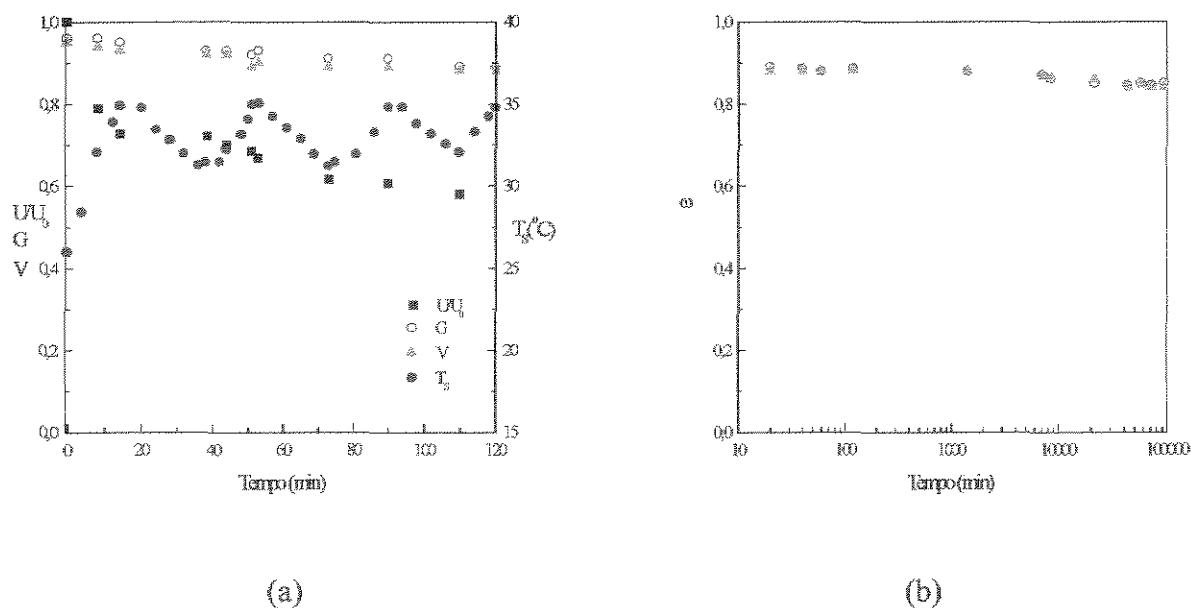 1,0
0,8
0,6
0,4
0,2
0,0
U/U₀
G
V
40
35
30
25
20
15
Tₛ(°C)
U/U₀
G
V
Tₛ
0 20 40 60 80 100 120
Tempo (min)
(a)
1,0
0,8
0,6
0,4
0,2
0,0
ω
10 100 1000 10000 100000
Tempo (min)
(b)